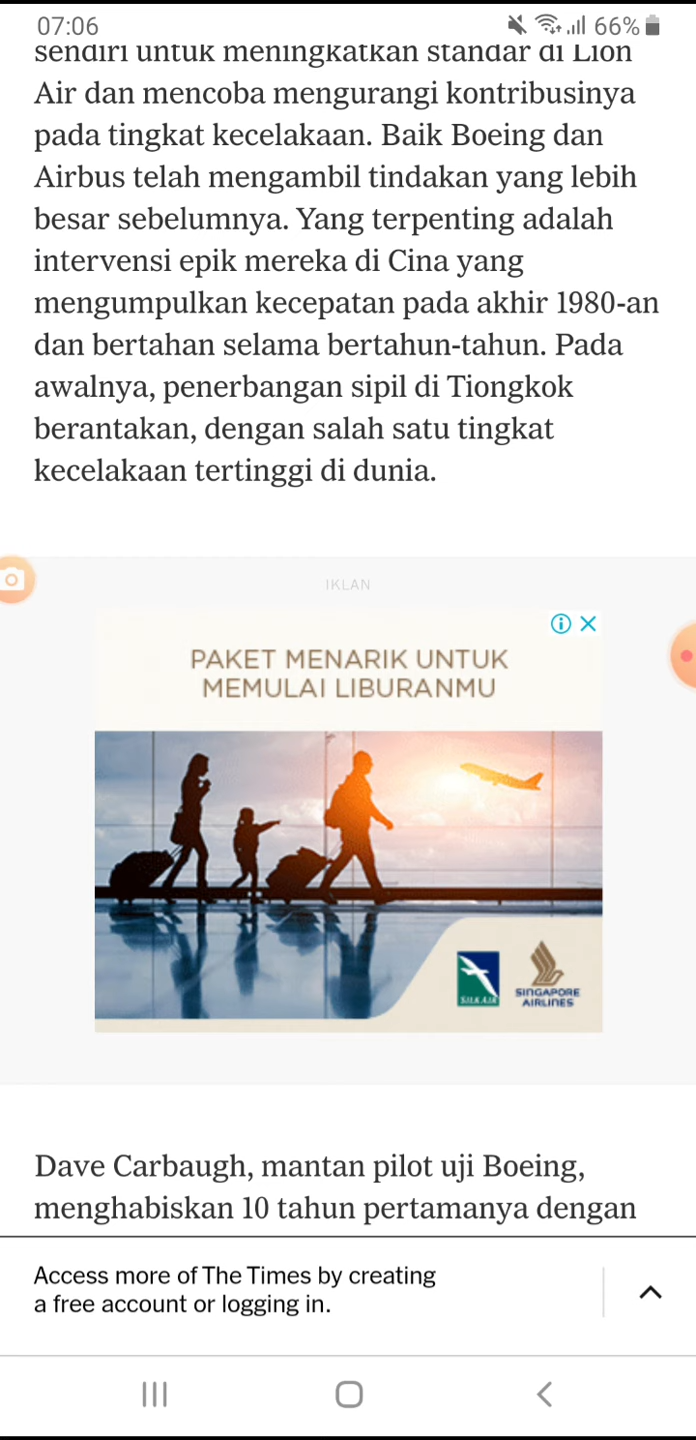 07:06
66%
sendiri untuk meningkatkan standar di Lion
Air dan mencoba mengurangi kontribusinya
pada tingkat kecelakaan. Baik Boeing dan
Airbus telah mengambil tindakan yang lebih
besar sebelumnya. Yang terpenting adalah
intervensi epik mereka di Cina yang
mengumpulkan kecepatan pada akhir 1980-an
dan bertahan selama bertahun-tahun. Pada
awalnya, penerbangan sipil di Tiongkok
berantakan, dengan salah satu tingkat
kecelakaan tertinggi di dunia.
IKLAN
PAKET MENARIK UNTUK
MEMULAI LIBURANMU
SILKAIR
SINGAPORE
AIRLINES
Dave Carbaugh, mantan pilot uji Boeing,
menghabiskan 10 tahun pertamanya dengan
Access more of The Times by creating
a free account or logging in.